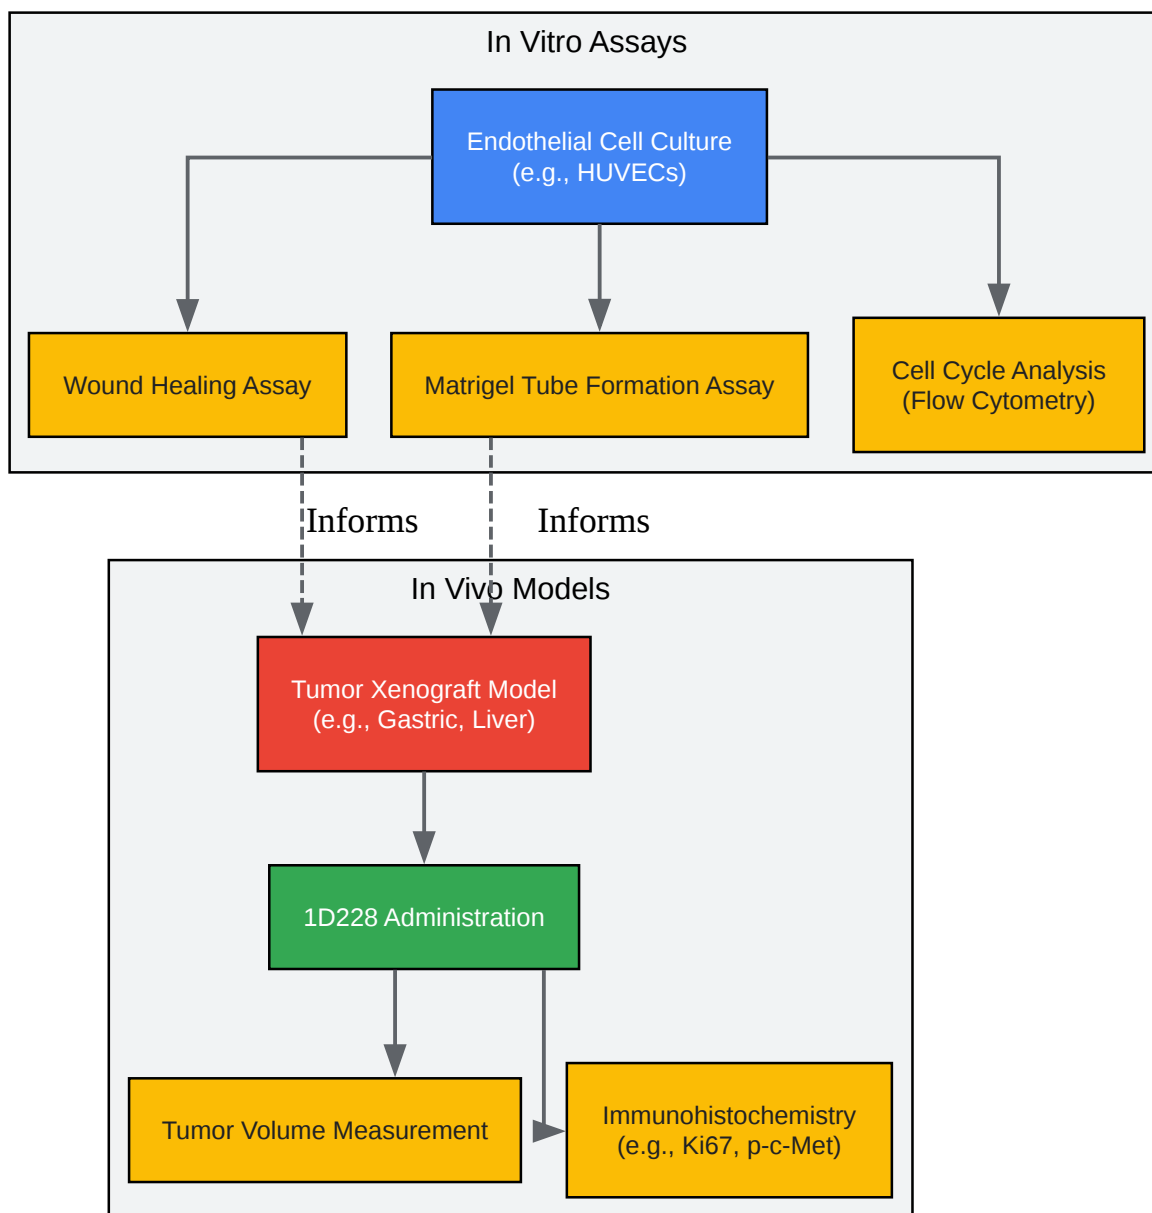 In Vitro Assays
Endothelial Cell Culture
(e.g., HUVECs)
Wound Healing Assay
Matrigel Tube Formation Assay
Cell Cycle Analysis
(Flow Cytometry)
Informs
Informs
In Vivo Models
Tumor Xenograft Model
(e.g., Gastric, Liver)
1D228 Administration
Tumor Volume Measurement
Immunohistochemistry
(e.g., Ki67, p-c-Met)